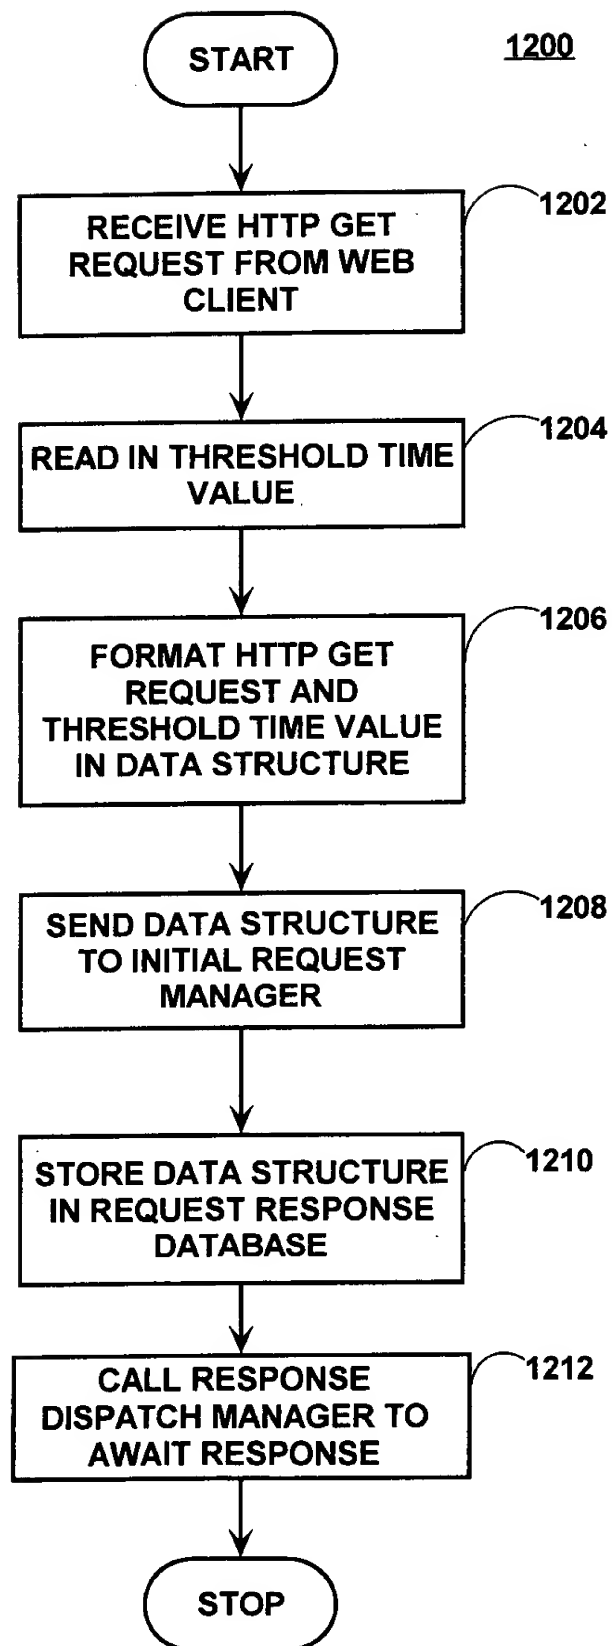 START
1200
1202
RECEIVE HTTP GET
REQUEST FROM WEB
CLIENT
1204
READ IN THRESHOLD TIME
VALUE
1206
FORMAT HTTP GET
REQUEST AND
THRESHOLD TIME VALUE
IN DATA STRUCTURE
1208
SEND DATA STRUCTURE
TO INITIAL REQUEST
MANAGER
1210
STORE DATA STRUCTURE
IN REQUEST RESPONSE
DATABASE
1212
CALL RESPONSE
DISPATCH MANAGER TO
AWAIT RESPONSE
STOP